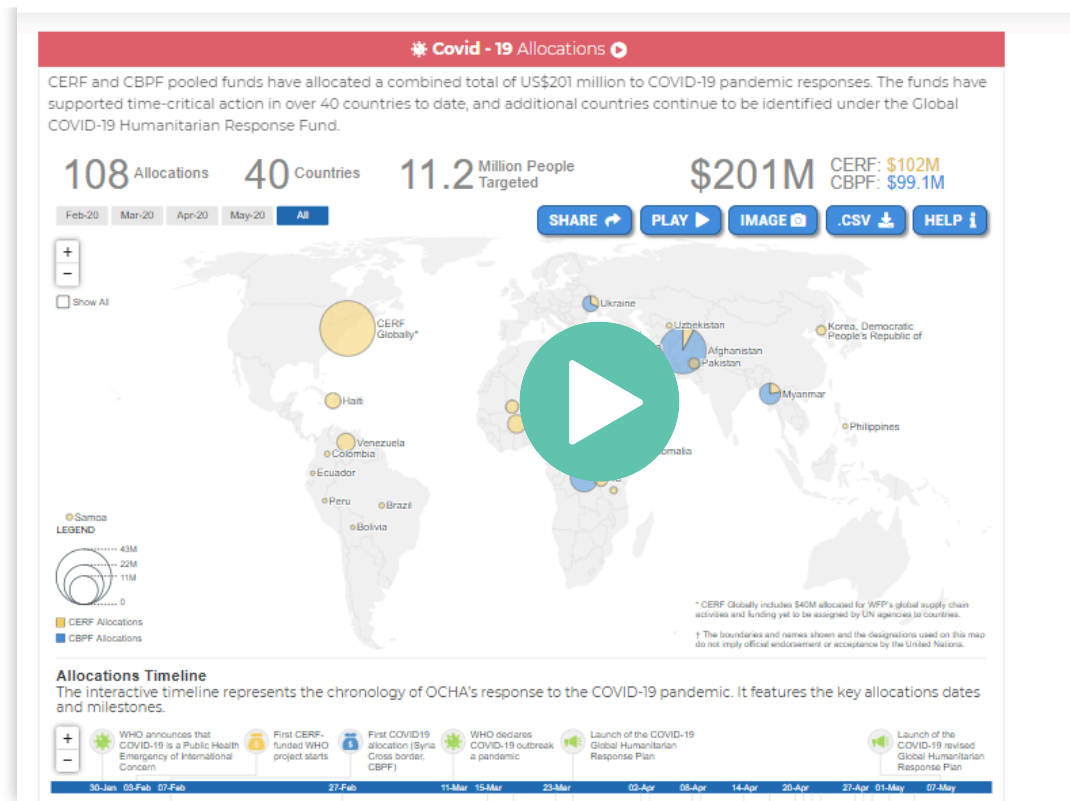 Covid - 19 Allocations
CERF and CBPF pooled funds have allocated a combined total of US$201 million to COVID-19 pandemic responses. The funds have
supported time-critical action in over 40 countries to date, and additional countries continue to be identified under the Global
COVID-19 Humanitarian Response Fund.
108 Allocations 40 Countries 11.2 Million People Targeted $201M CERF: $102M
CBPF: $99.1M
Feb-20 Mar-20 Apr-20 May-20 All
SHARE PLAY IMAGE .CSV HELP
+
−
Show All
Ukraine
CERF
Globally*
Uzbekistan
Korea, Democratic
People's Republic of
Afghanistan
Pakistan
Haiti
Myanmar
Philippines
Venezuela
Colombia
omalia
Ecuador
Peru
Brazil
Bolivia
Samoa
LEGEND
43M
22M
11M
0
CERF Allocations
CBPF Allocations
* CERF Globally includes $40M allocated for WFP's global supply chain
activities and funding yet to be assigned by UN agencies to countries.
† The boundaries and names shown and the designations used on this map
do not imply official endorsement or acceptance by the United Nations.
Allocations Timeline
The interactive timeline represents the chronology of OCHA's response to the COVID-19 pandemic. It features the key allocations dates
and milestones.
+
−
WHO announces that
COVID-19 is a Public Health
Emergency of International
Concern
First CERF-
funded WHO
project starts
First COVID19
allocation (Syria
Cross border,
CBPF)
WHO declares
COVID-19 outbreak
a pandemic
Launch of the COVID-19
Global Humanitarian
Response Plan
Launch of the
COVID-19 revised
Global Humanitarian
Response Plan
30-Jan 03-Feb 07-Feb 27-Feb 11-Mar 15-Mar 23-Mar 02-Apr 08-Apr 14-Apr 20-Apr 27-Apr 01-May 07-May